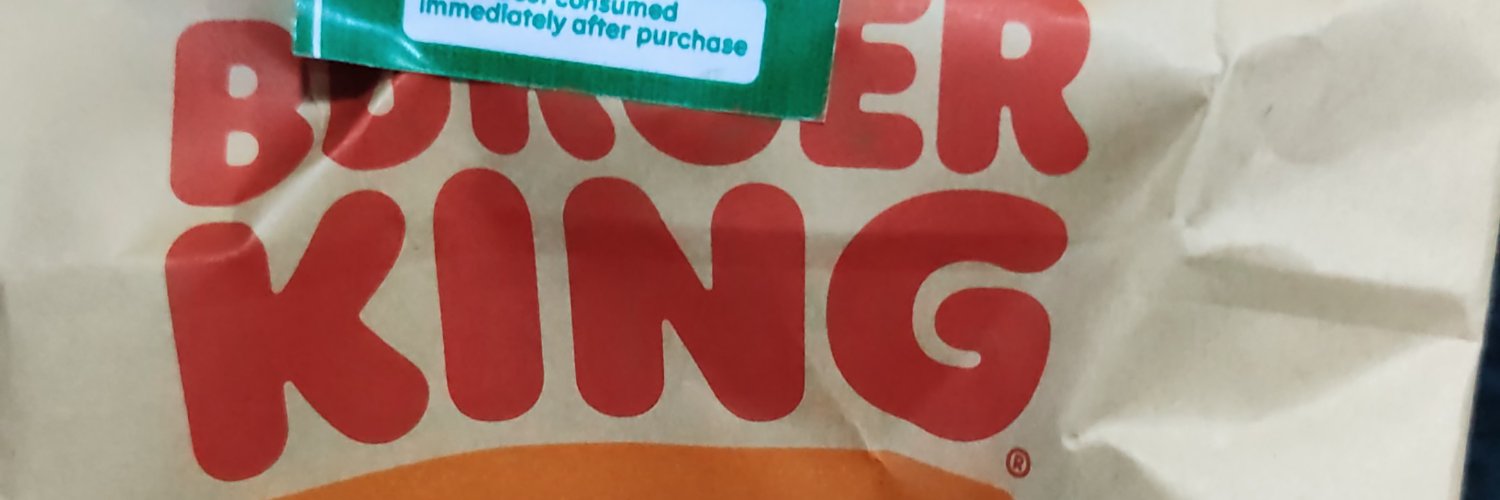 consumed
immediately after purchase
BURGER
KING
®